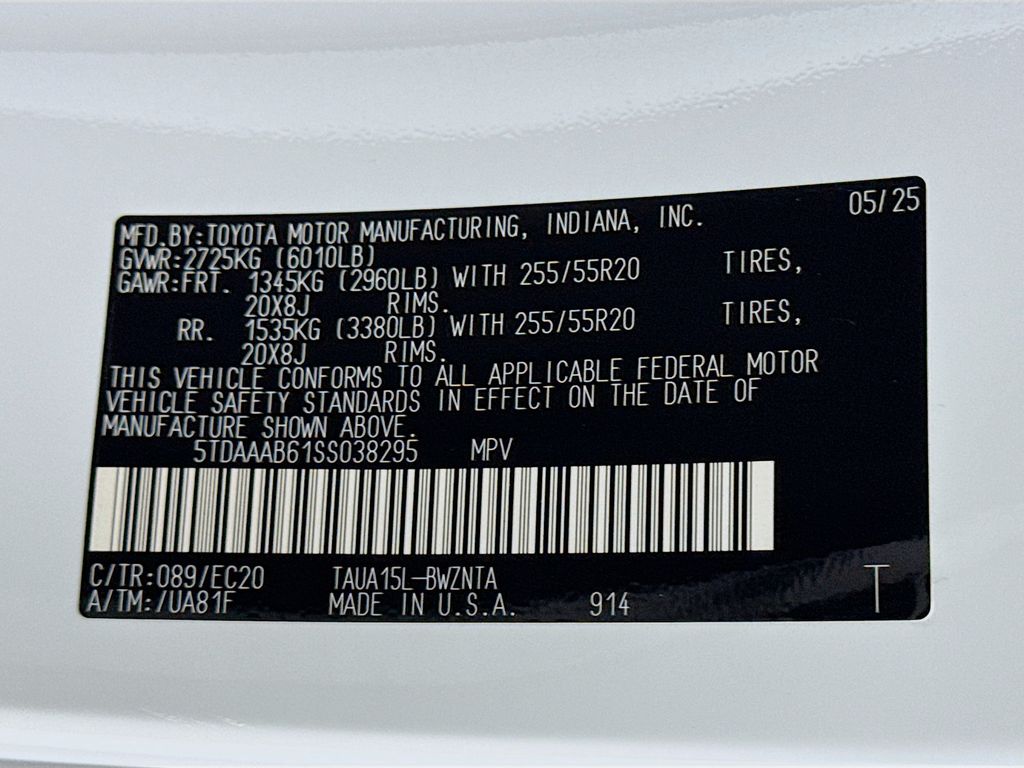 05/25
MFD.BY:TOYOTA MOTOR MANUFACTURING, INDIANA, INC.
GVWR:2725KG (6010LB)
GAWR:FRT. 1345KG (2960LB) WITH 255/55R20 TIRES,
20X8J RIMS.
RR. 1535KG (3380LB) WITH 255/55R20 TIRES,
20X8J RIMS.
THIS VEHICLE CONFORMS TO ALL APPLICABLE FEDERAL MOTOR
VEHICLE SAFETY STANDARDS IN EFFECT ON THE DATE OF
MANUFACTURE SHOWN ABOVE.
5TDAAAB61SS038295 MPV
C/TR:089/EC20 TAUA15L-BWZNTA T
A/TM:/UA81F MADE IN U.S.A. 914